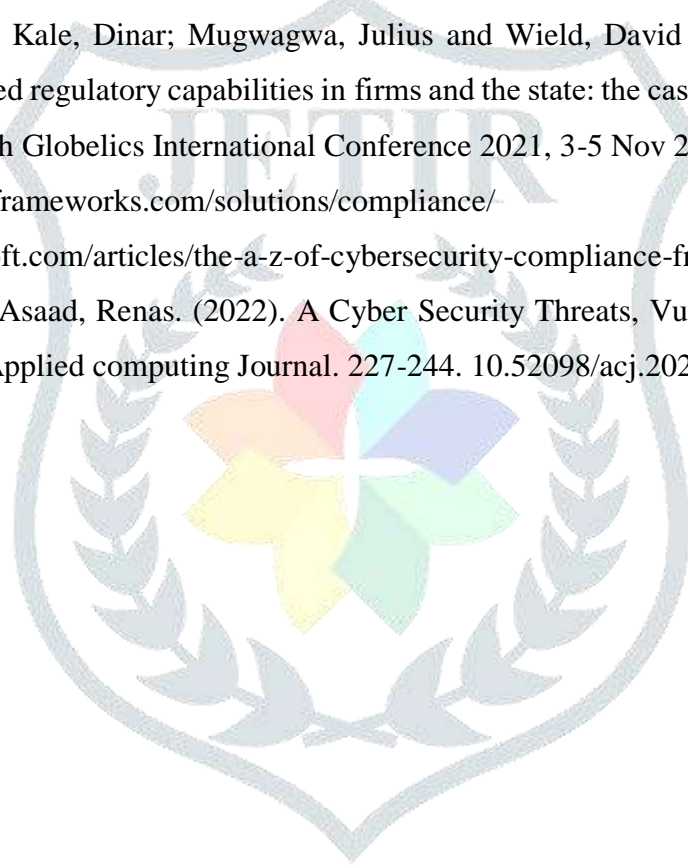 Kale, Dinar; Mugwagwa, Julius and Wield, David
ed regulatory capabilities in firms and the state: the cas
h Globelics International Conference 2021, 3-5 Nov 2
frameworks.com/solutions/compliance/
ft.com/articles/the-a-z-of-cybersecurity-compliance-fr
Asaad, Renas. (2022). A Cyber Security Threats, Vu
Applied computing Journal. 227-244. 10.52098/acj.202
JETIR